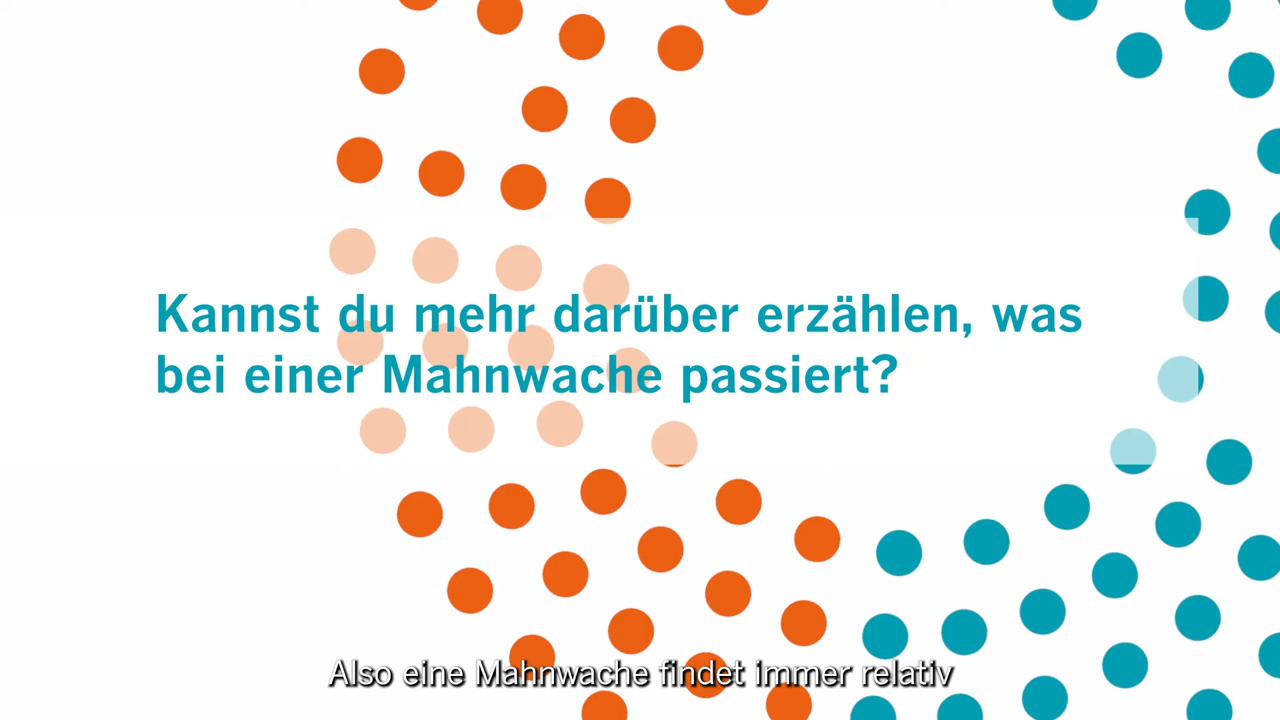 Kannst du mehr darüber erzählen, was
bei einer Mahnwache passiert?
Also eine Mahnwache findet immer relativ